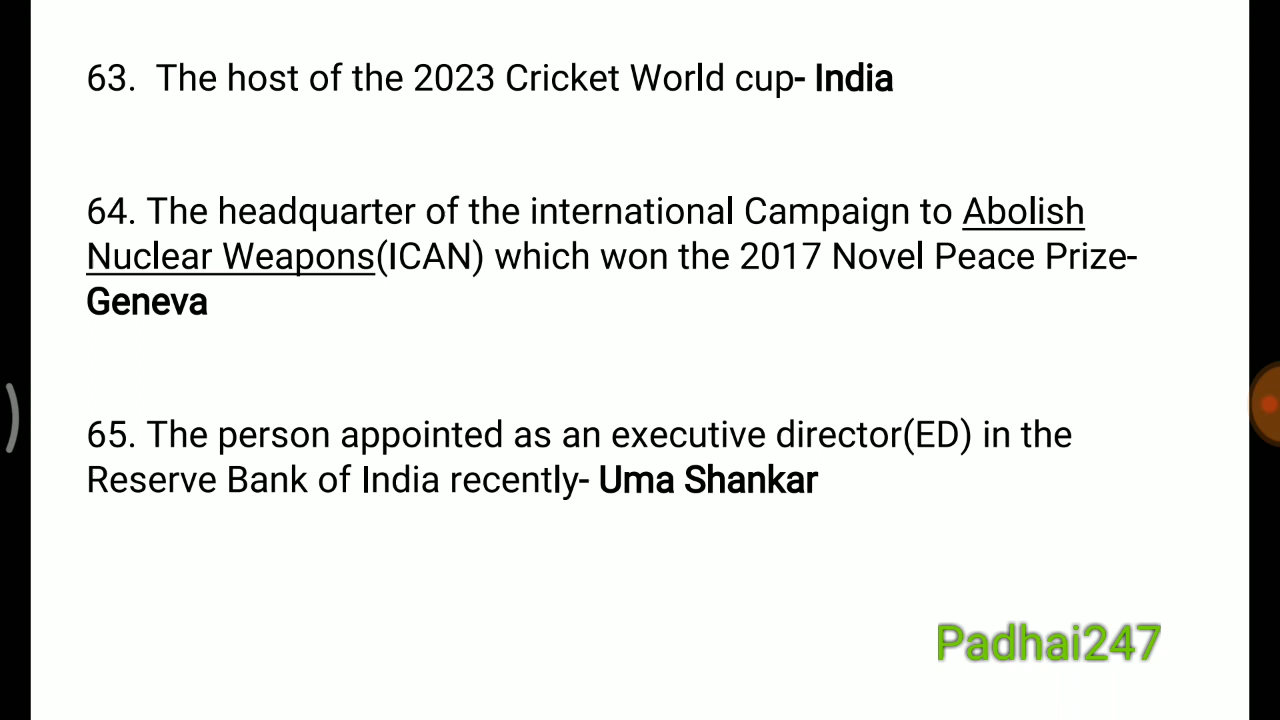 63.  The host of the 2023 Cricket World cup- India
64. The headquarter of the international Campaign to Abolish
Nuclear Weapons(ICAN) which won the 2017 Novel Peace Prize-
Geneva
65. The person appointed as an executive director(ED) in the
Reserve Bank of India recently- Uma Shankar
Padhai247